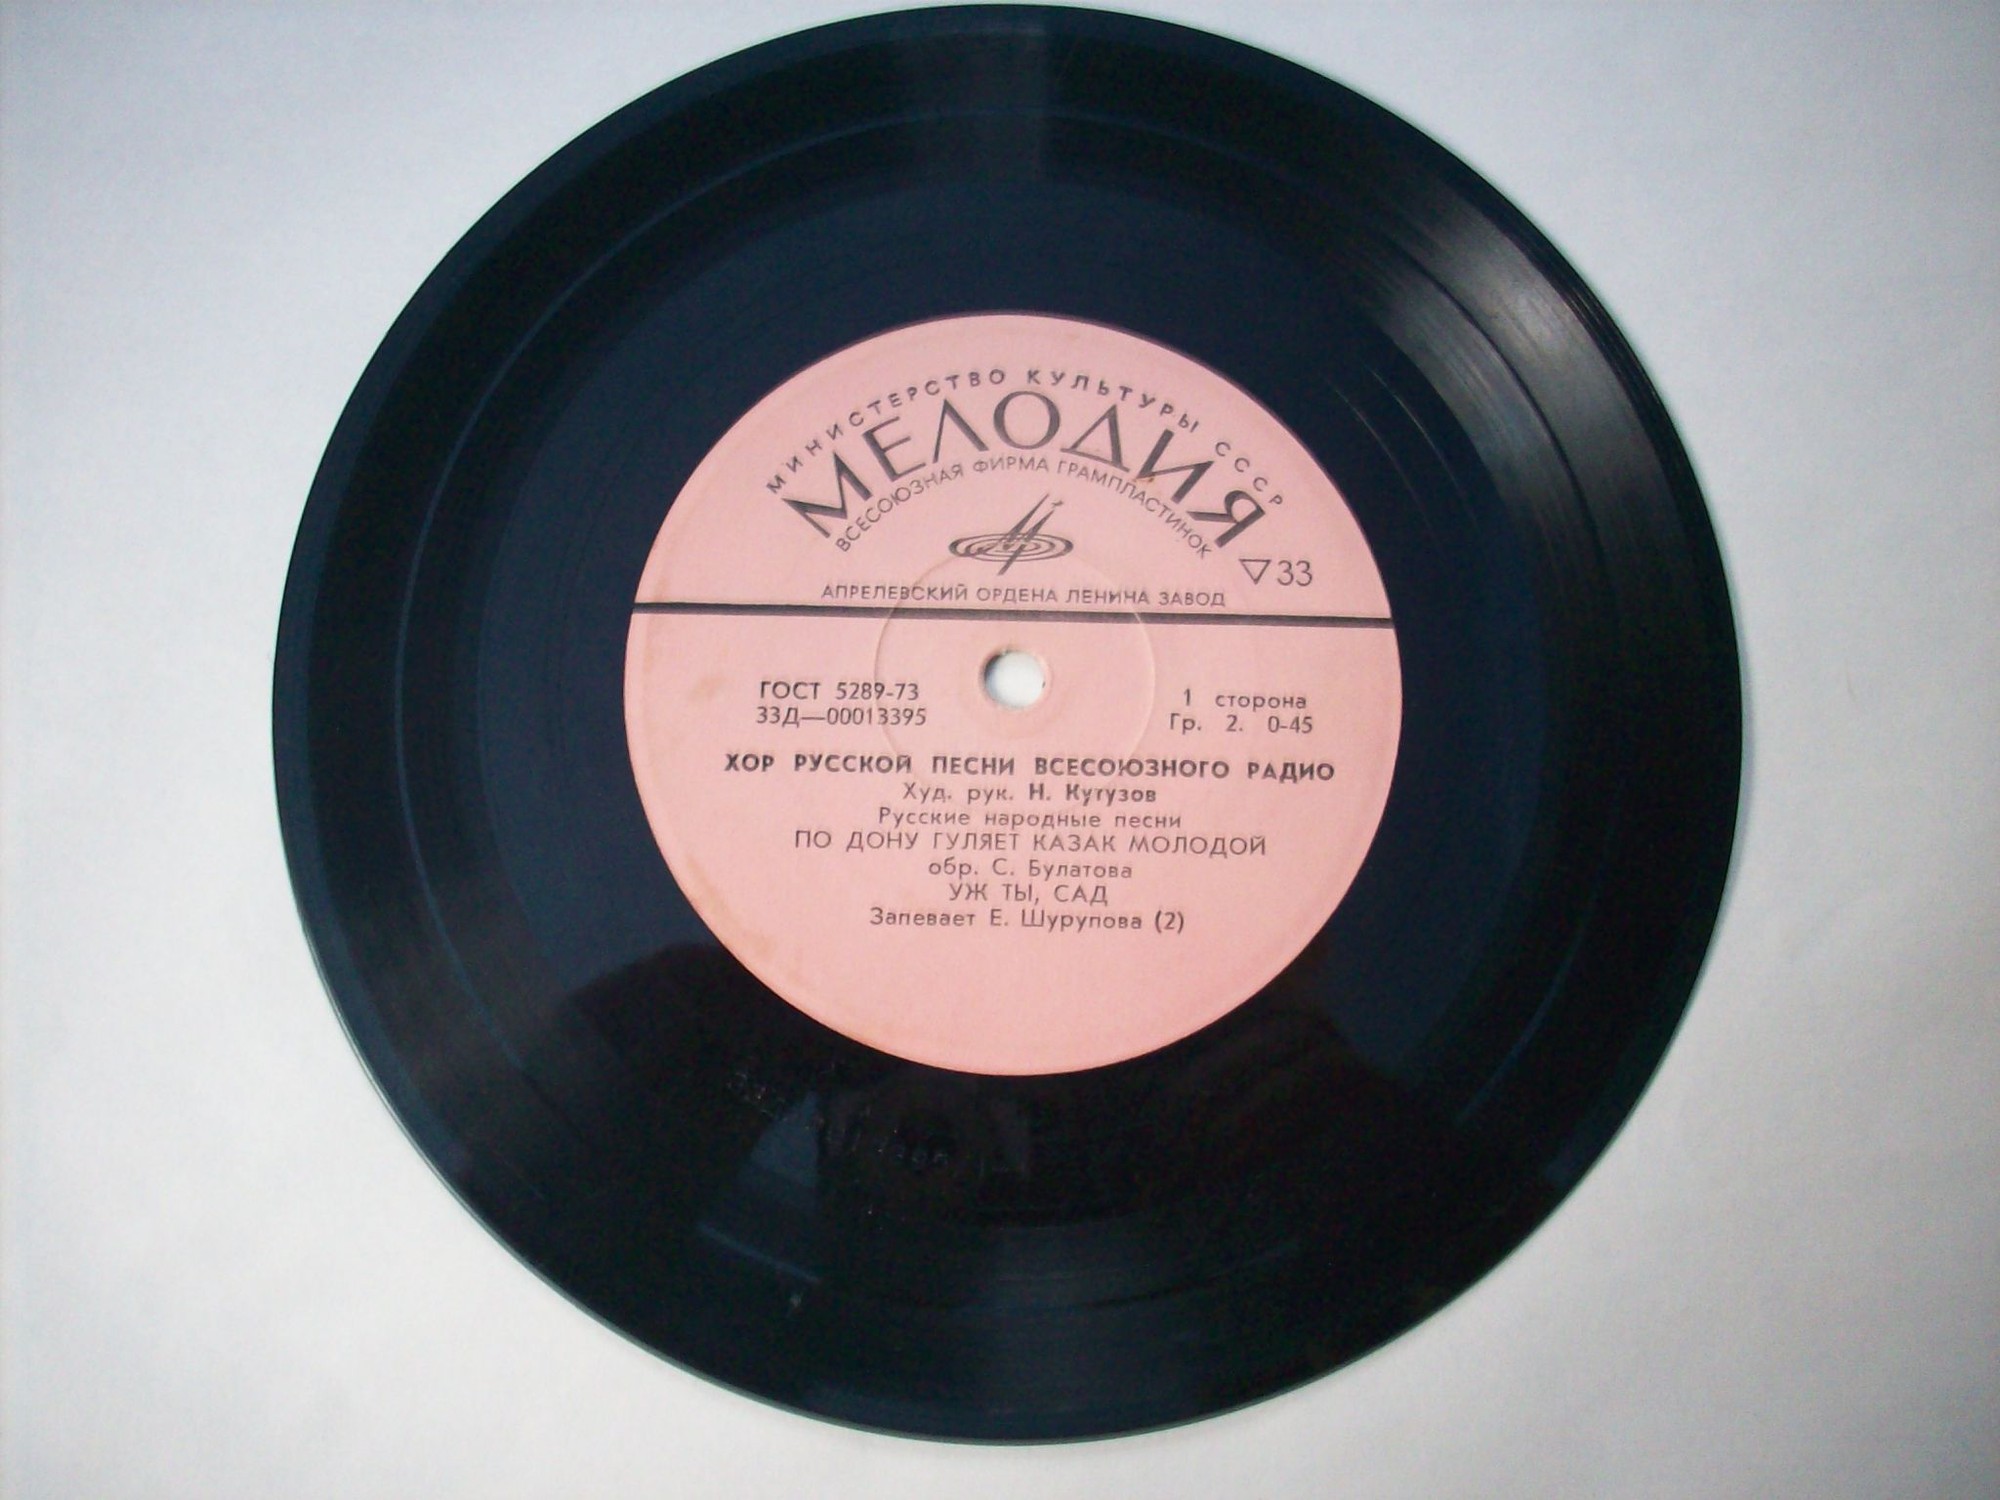 МИНИСТЕРСТВО КУЛЬТУРЫ СССР
МЕЛОДИЯ
ВСЕСОЮЗНАЯ ФИРМА ГРАМПЛАСТИНОК
▽33
АПРЕЛЕВСКИЙ ОРДЕНА ЛЕНИНА ЗАВОД
ГОСТ 5289-73
33Д—00013395
1 сторона
Гр. 2. 0-45
ХОР РУССКОЙ ПЕСНИ ВСЕСОЮЗНОГО РАДИО
Худ. рук. Н. Кутузов
Русские народные песни
ПО ДОНУ ГУЛЯЕТ КАЗАК МОЛОДОЙ
обр. С. Булатова
УЖ ТЫ, САД
Запевает Е. Шурупова (2)